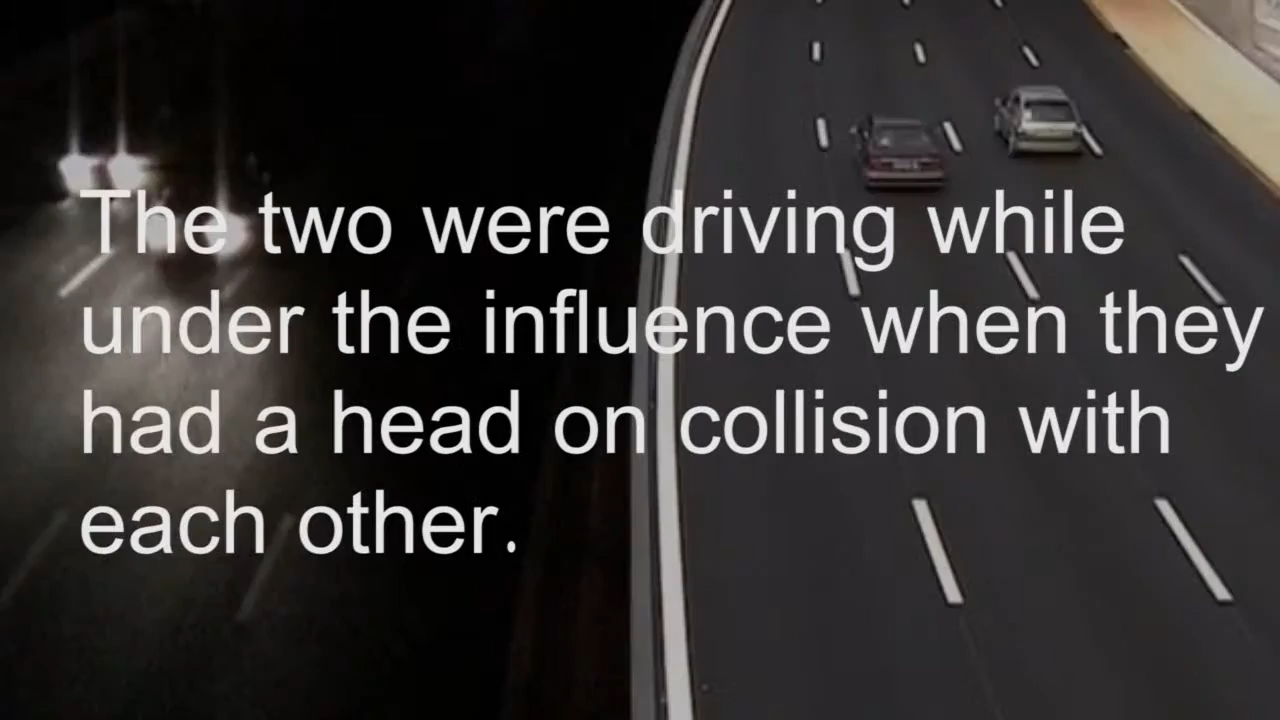 The two were driving while
under the influence when they
had a head on collision with
each other.